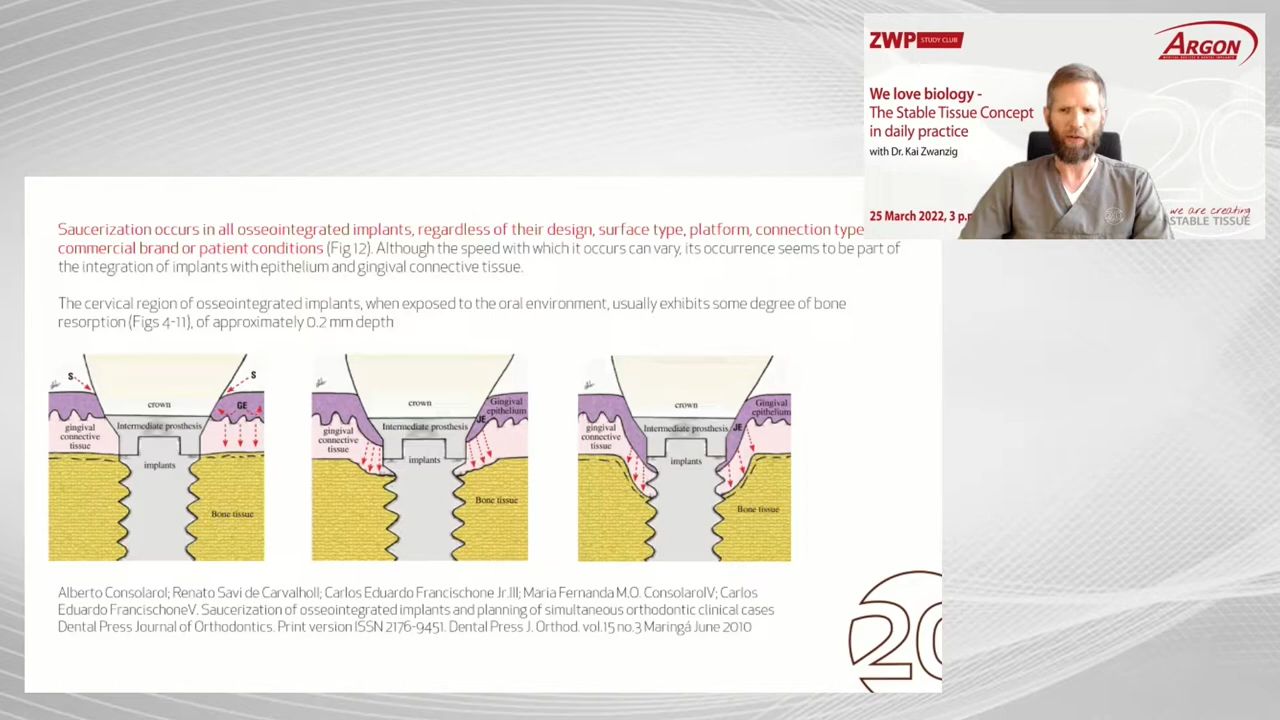 ZWP STUDY CLUB
ARGON
MEDICAL DEVICES & DENTAL IMPLANTS
We love biology -
The Stable Tissue Concept
in daily practice
with Dr. Kai Zwanzig
25 March 2022, 3 p.
we are creating
STABLE TISSUE
20
Saucerization occurs in all osseointegrated implants, regardless of their design, surface type, platform, connection type
commercial brand or patient conditions (Fig 12). Although the speed with which it occurs can vary, its occurrence seems to be part of
the integration of implants with epithelium and gingival connective tissue.
The cervical region of osseointegrated implants, when exposed to the oral environment, usually exhibits some degree of bone
resorption (Figs 4-11), of approximately 0.2 mm depth
S
S
crown
GE
Intermediate prosthesis
gingival
connective
tissue
implants
Bone tissue
crown
Gingival
epithelium
JE
Intermediate prosthesis
gingival
connective
tissue
implants
Bone tissue
crown
Gingival
epithelium
Intermediate prosthesis
JE
gingival
connective
tissue
implants
Bone tissue
Alberto ConsolaroI; Renato Savi de CarvalhoII; Carlos Eduardo Francischone Jr.III; Maria Fernanda M.O. ConsolaroIV; Carlos
Eduardo FrancischoneV. Saucerization of osseointegrated implants and planning of simultaneous orthodontic clinical cases
Dental Press Journal of Orthodontics. Print version ISSN 2176-9451. Dental Press J. Orthod. vol.15 no.3 Maringá June 2010
20